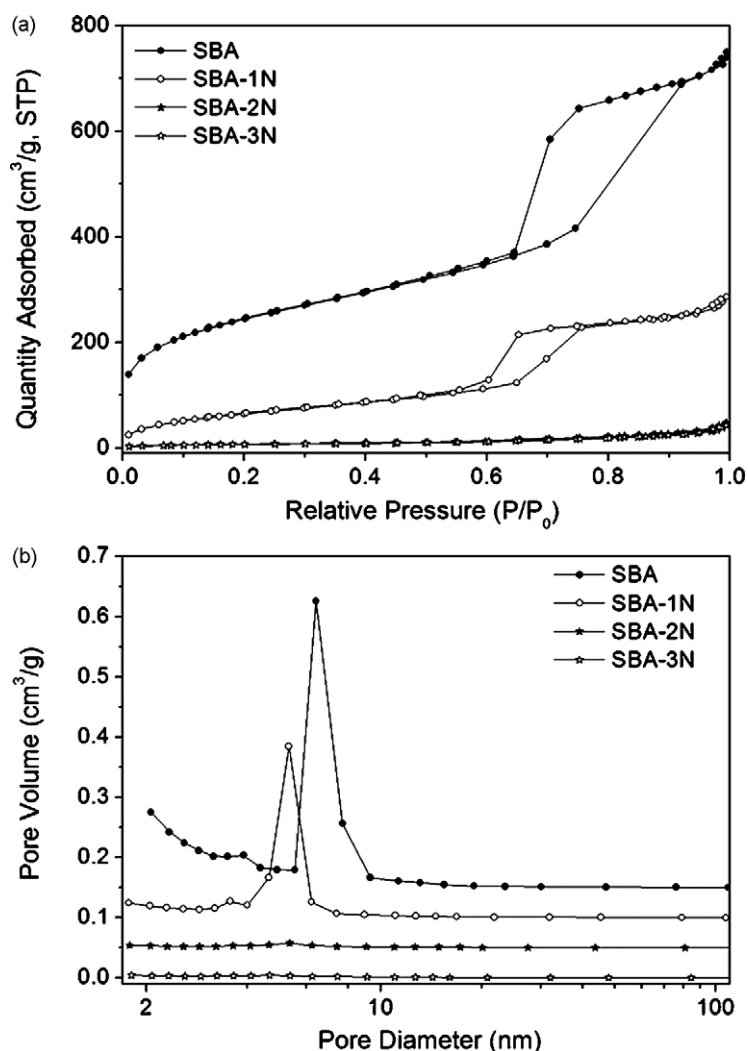 (a)
800
600
400
200
0
Quantity Adsorbed (cm³/g, STP)
SBA
SBA-1N
SBA-2N
SBA-3N
0.0 0.2 0.4 0.6 0.8 1.0
Relative Pressure (P/P₀)
(b)
0.7
0.6
0.5
0.4
0.3
0.2
0.1
0.0
Pore Volume (cm³/g)
SBA
SBA-1N
SBA-2N
SBA-3N
2 10 100
Pore Diameter (nm)